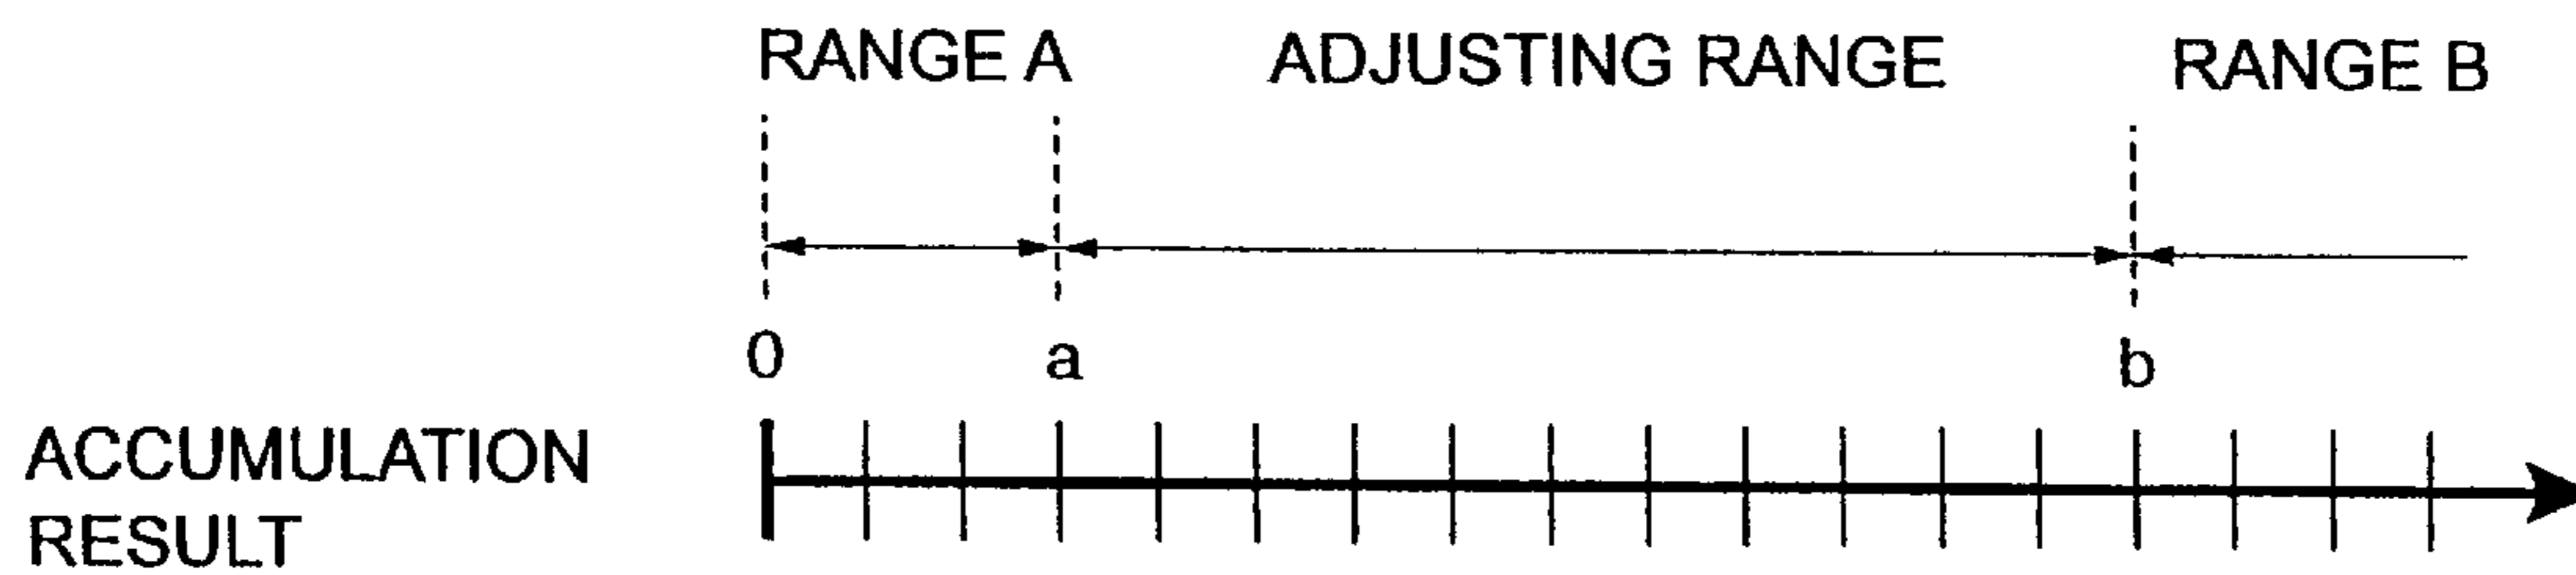 RANGE A ADJUSTING RANGE RANGE B
0 a b
ACCUMULATION
RESULT